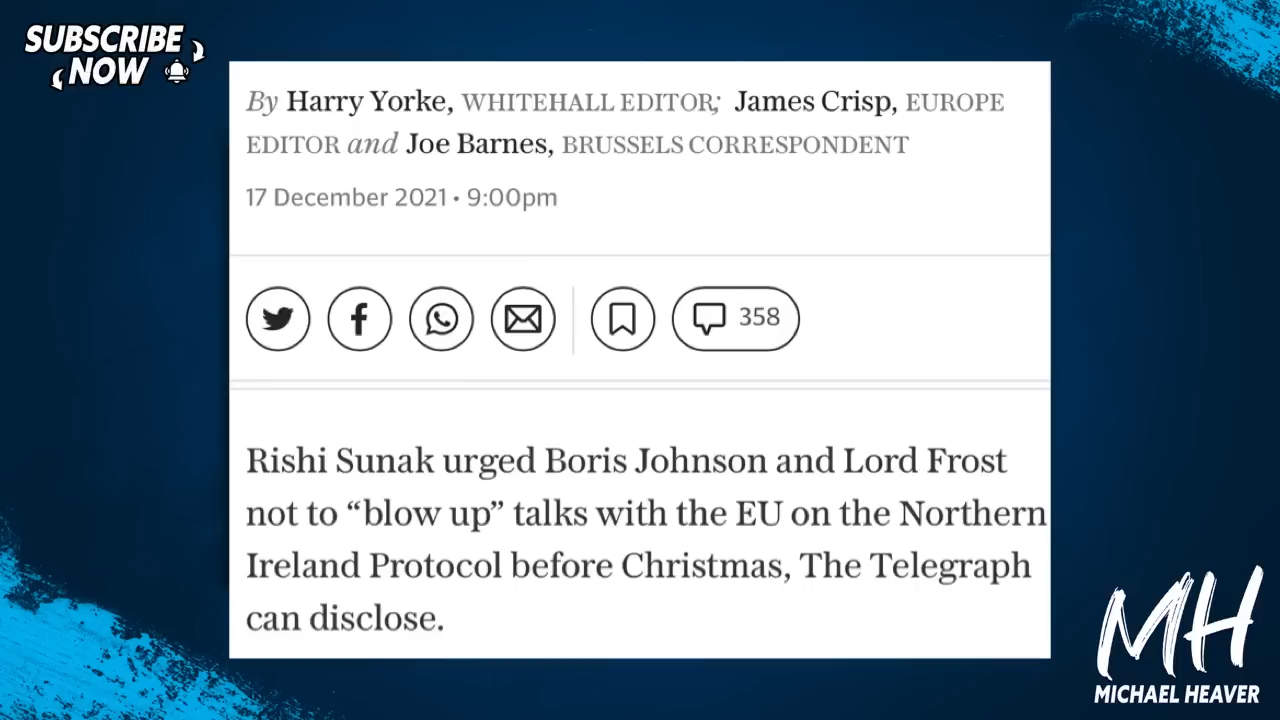 SUBSCRIBE
NOW
By Harry Yorke, WHITEHALL EDITOR; James Crisp, EUROPE
EDITOR and Joe Barnes, BRUSSELS CORRESPONDENT
17 December 2021 • 9:00pm
358
Rishi Sunak urged Boris Johnson and Lord Frost
not to “blow up” talks with the EU on the Northern
Ireland Protocol before Christmas, The Telegraph
can disclose.
MH
MICHAEL HEAVER